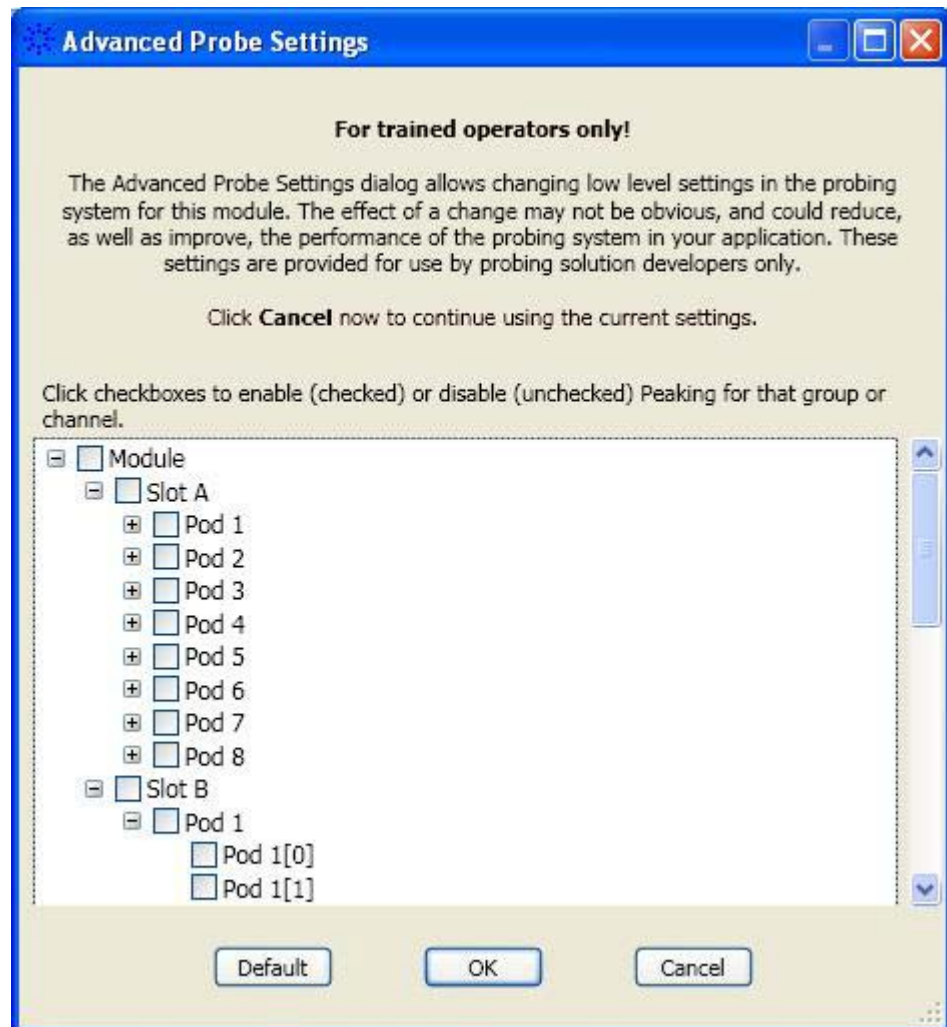 Advanced Probe Settings
For trained operators only!
The Advanced Probe Settings dialog allows changing low level settings in the probing
system for this module. The effect of a change may not be obvious, and could reduce,
as well as improve, the performance of the probing system in your application. These
settings are provided for use by probing solution developers only.
Click Cancel now to continue using the current settings.
Click checkboxes to enable (checked) or disable (unchecked) Peaking for that group or
channel.
Module
Slot A
Pod 1
Pod 2
Pod 3
Pod 4
Pod 5
Pod 6
Pod 7
Pod 8
Slot B
Pod 1
Pod 1[0]
Pod 1[1]
Default OK Cancel